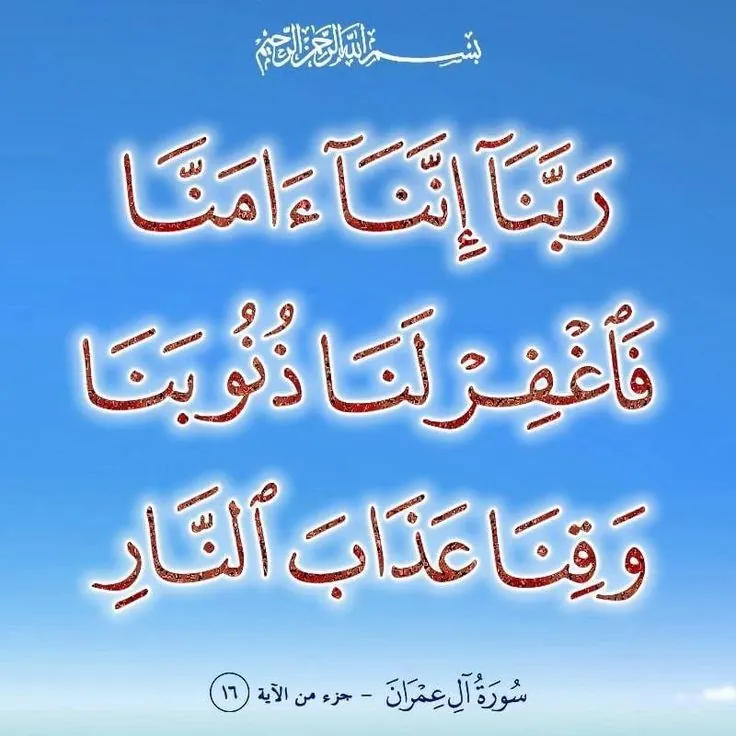 بسم الله الرحمن الرحيم
رَبَّنَآ إِنَّنَآ ءَامَنَّا
فَٱغْفِرْ لَنَا ذُنُوبَنَا
وَقِنَا عَذَابَ ٱلنَّارِ
سُورَةُ آلِ عِمْرَانَ - جزء من الآية ١٦